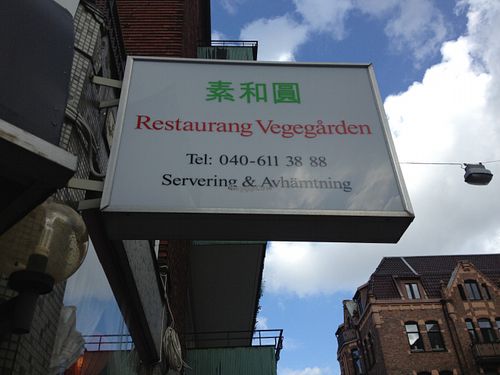 素和圓
Restaurang Vegegården
Tel: 040-611 38 88
Servering & Avhämtning